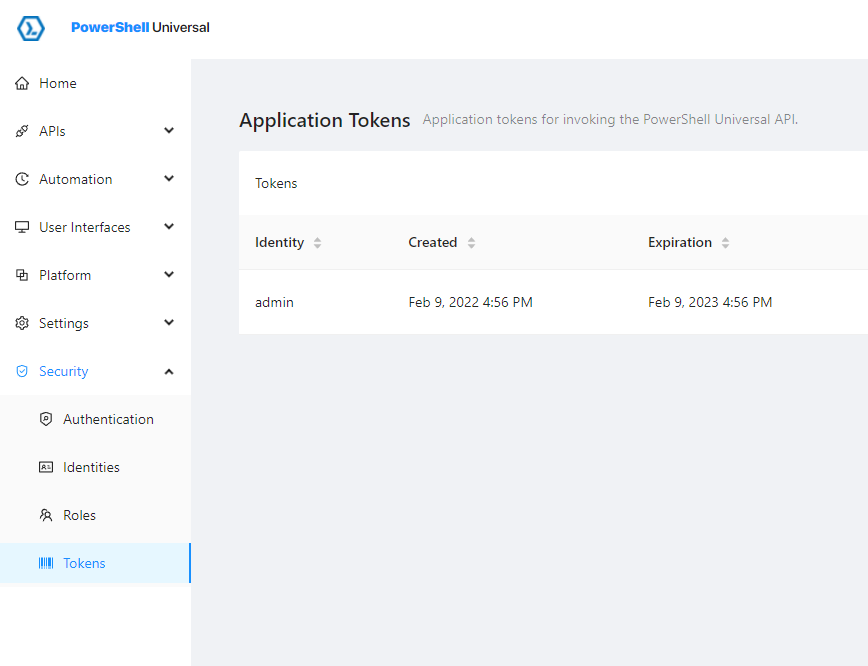 PowerShell Universal
Home
APIs
Automation
User Interfaces
Platform
Settings
Security
Authentication
Identities
Roles
Tokens
Application Tokens Application tokens for invoking the PowerShell Universal API.
Tokens
Identity Created Expiration
admin Feb 9, 2022 4:56 PM Feb 9, 2023 4:56 PM